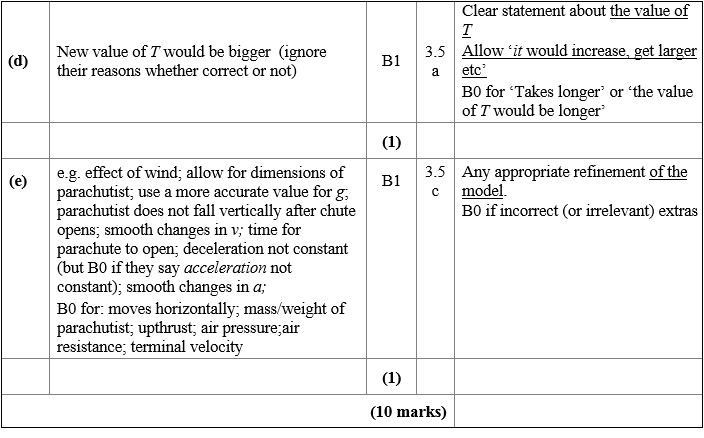 (d)
New value of T would be bigger (ignore
their reasons whether correct or not)
B1
3.5
a
Clear statement about the value of
T
Allow ‘it would increase, get larger
etc’
B0 for ‘Takes longer’ or ‘the value
of T would be longer’
(1)
(e)
e.g. effect of wind; allow for dimensions of
parachutist; use a more accurate value for g;
parachutist does not fall vertically after chute
opens; smooth changes in v; time for
parachute to open; deceleration not constant
(but B0 if they say acceleration not
constant); smooth changes in a;
B0 for: moves horizontally; mass/weight of
parachutist; upthrust; air pressure;air
resistance; terminal velocity
B1
3.5
c
Any appropriate refinement of the
model.
B0 if incorrect (or irrelevant) extras
(1)
(10 marks)